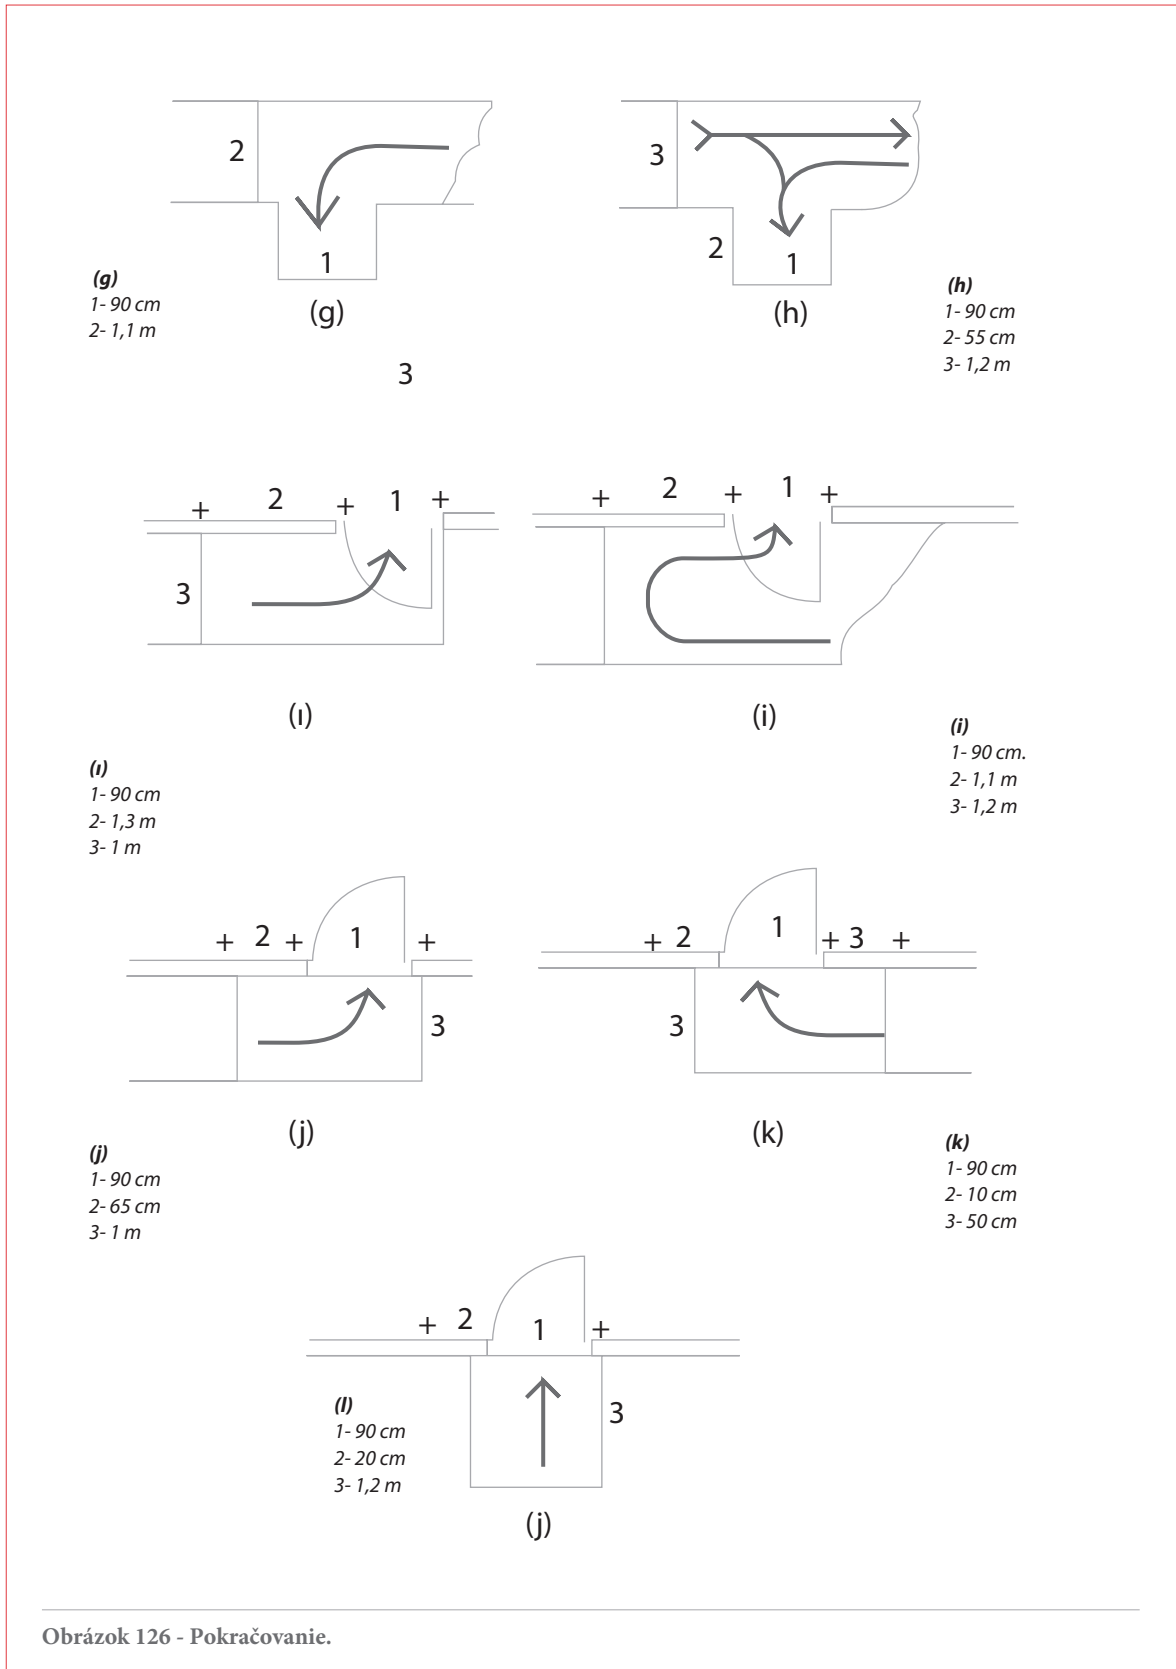 2
1
(g)
1- 90 cm
2- 1,1 m
(g)
3
2
1
(h)
1- 90 cm
2- 55 cm
3- 1,2 m
(h)
3
+ 2 + 1 +
3
(ı)
(ı)
1- 90 cm
2- 1,3 m
3- 1 m
+ 2 + 1 +
3
(i)
(i)
1- 90 cm.
2- 1,1 m
3- 1,2 m
+ 2 + 1 +
3
(j)
(j)
1- 90 cm
2- 65 cm
3- 1 m
+ 2 1 + 3 +
3
(k)
(k)
1- 90 cm
2- 10 cm
3- 50 cm
+ 2 1 +
3
(l)
1- 90 cm
2- 20 cm
3- 1,2 m
(j)
Obrázok 126 - Pokračovanie.